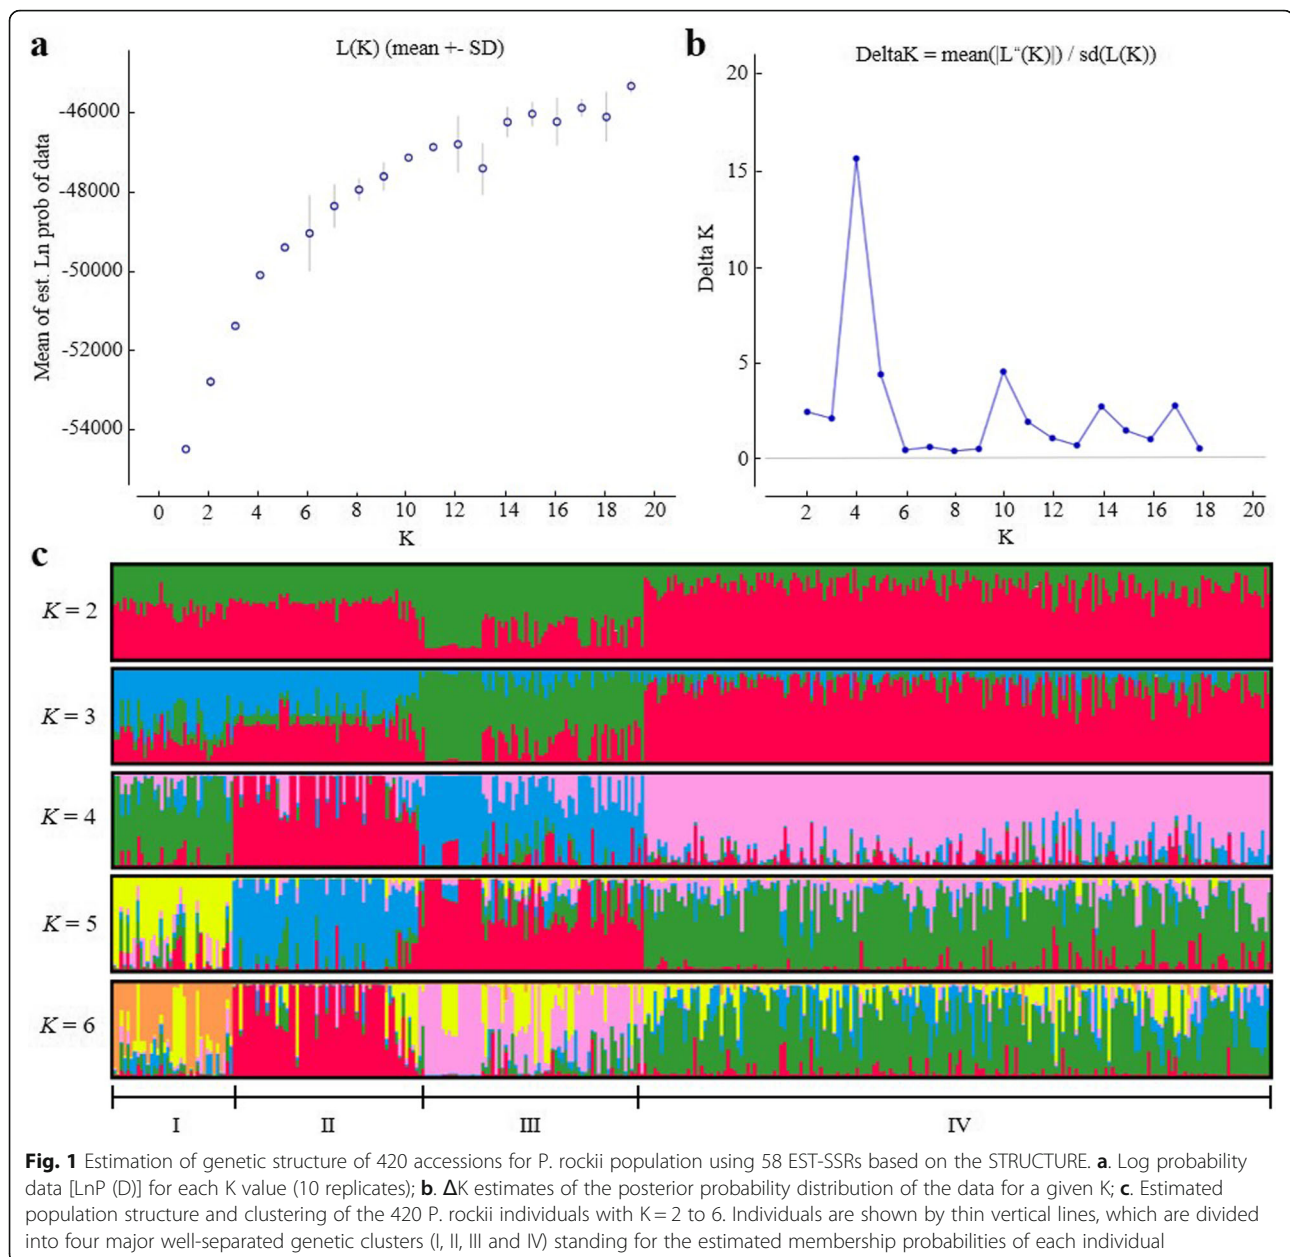 a
L(K) (mean +- SD)
Mean of est. Ln prob of data
-46000
-48000
-50000
-52000
-54000
0 2 4 6 8 10 12 14 16 18 20
K
b
DeltaK = mean(|L"(K)|) / sd(L(K))
Delta K
20
15
10
5
0
2 4 6 8 10 12 14 16 18 20
K
c
K = 2
K = 3
K = 4
K = 5
K = 6
I II III IV
Fig. 1 Estimation of genetic structure of 420 accessions for P. rockii population using 58 EST-SSRs based on the STRUCTURE. a. Log probability
data [LnP (D)] for each K value (10 replicates); b. ΔK estimates of the posterior probability distribution of the data for a given K; c. Estimated
population structure and clustering of the 420 P. rockii individuals with K = 2 to 6. Individuals are shown by thin vertical lines, which are divided
into four major well-separated genetic clusters (I, II, III and IV) standing for the estimated membership probabilities of each individual